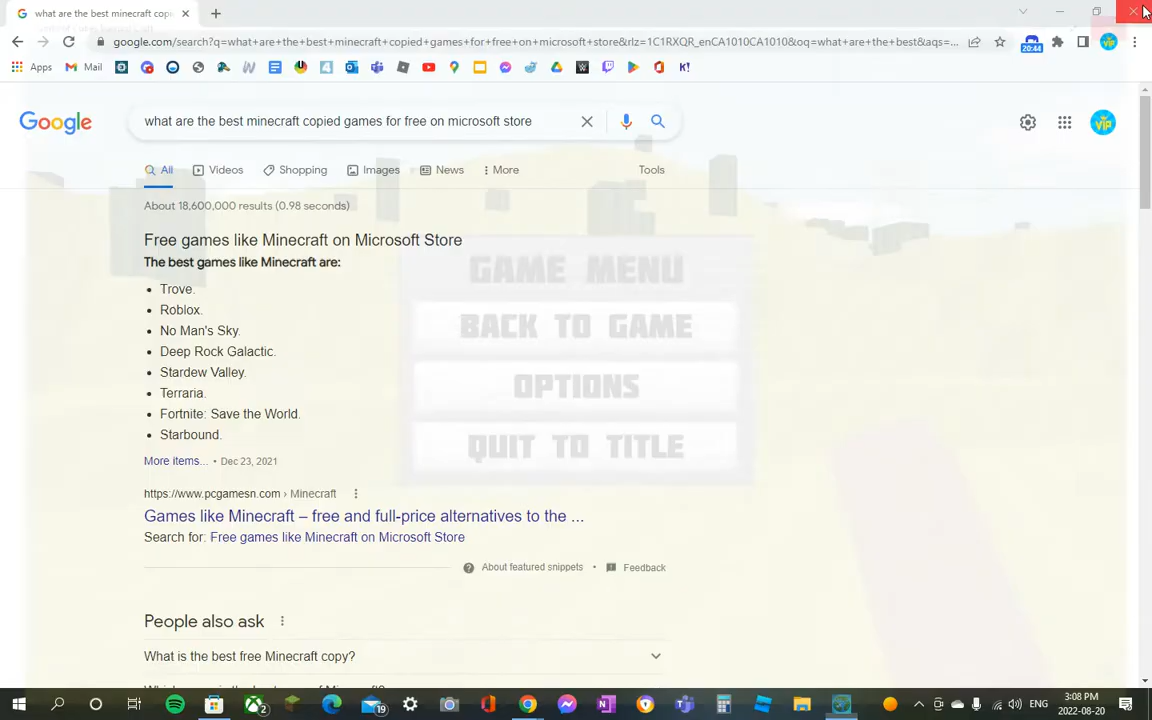 what are the best minecraft cop
google.com/search?q=what+are+the+best+minecraft+copied+games+for+free+on+microsoft+store&rlz=1C1RXQR_enCA1010CA1010&oq=what+are+the+best&aqs=...
20:44
VIP
Apps
Mail
K!
Google
what are the best minecraft copied games for free on microsoft store
VIP
All
Videos
Shopping
Images
News
More
Tools
About 18,600,000 results (0.98 seconds)
Free games like Minecraft on Microsoft Store
The best games like Minecraft are:
Trove.
Roblox.
No Man's Sky.
Deep Rock Galactic.
Stardew Valley.
Terraria.
Fortnite: Save the World.
Starbound.
More items... • Dec 23, 2021
https://www.pcgamesn.com › Minecraft
Games like Minecraft – free and full-price alternatives to the ...
Search for: Free games like Minecraft on Microsoft Store
About featured snippets • Feedback
People also ask
What is the best free Minecraft copy?
GAME MENU
BACK TO GAME
OPTIONS
QUIT TO TITLE
2
19
ENG
3:08 PM
2022-08-20